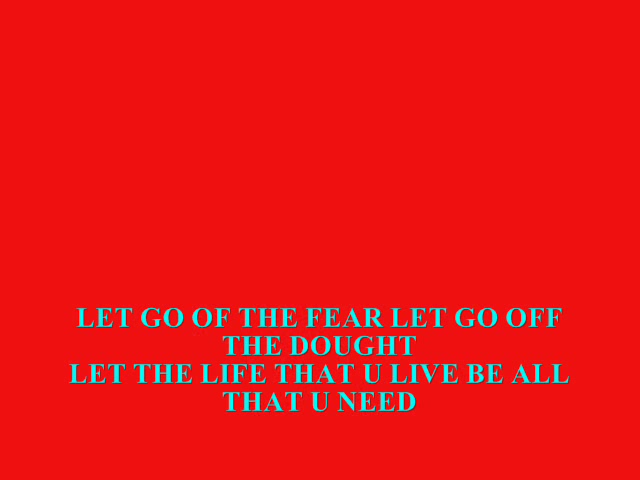 LET GO OF THE FEAR LET GO OFF
THE DOUGHT
LET THE LIFE THAT U LIVE BE ALL
THAT U NEED